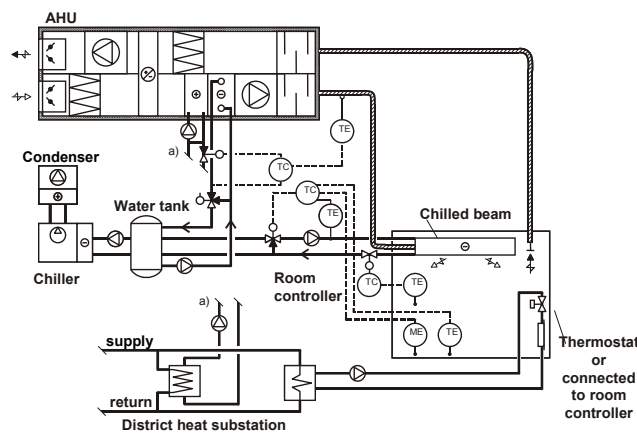 AHU
TE
a)
TC
Condenser
TC
Water tank
TE
Chilled beam
Chiller
Room
controller
TC
TE
a)
ME
TE
supply
Thermostat
or
connected
to room
controller
return
District heat substation